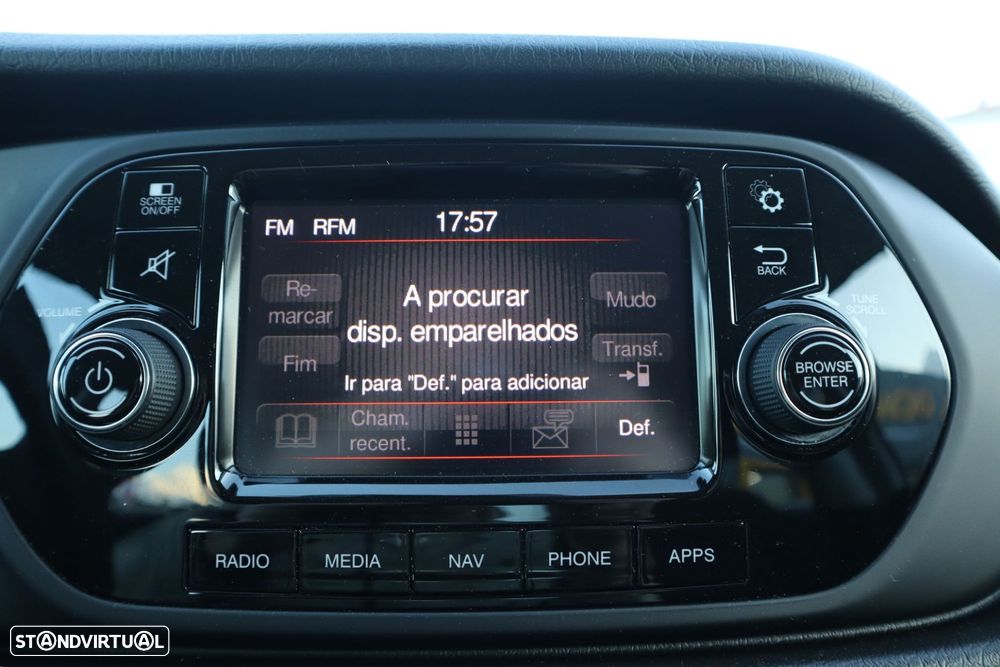 SCREEN
ON/OFF
VOLUME
FM RFM 17:57
Re-
marcar
Fim
A procurar
disp. emparelhados
Ir para "Def." para adicionar
Mudo
Transf.
Cham.
recent.
Def.
BACK
TUNE
SCROLL
BROWSE
ENTER
RADIO MEDIA NAV PHONE APPS
STANDVIRTUAL